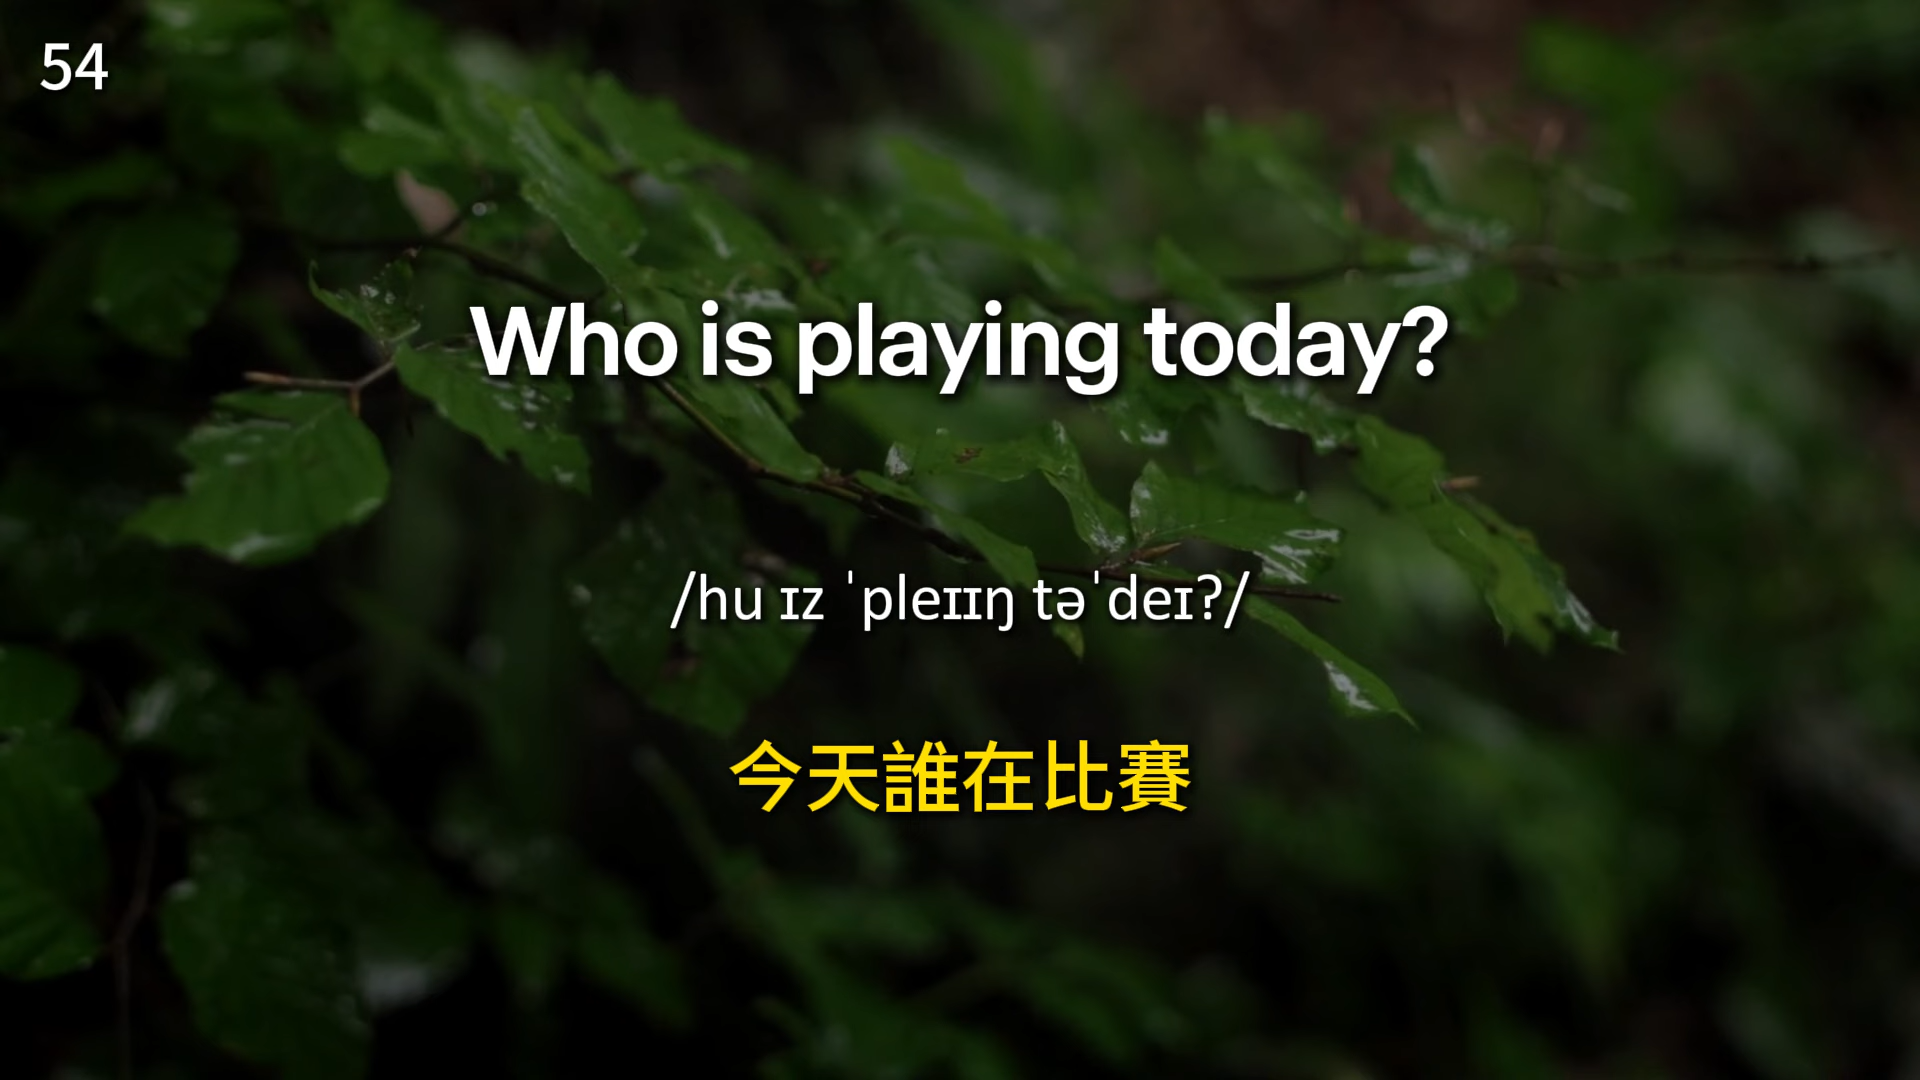 54
Who is playing today?
/hu ɪz ˈpleɪɪŋ təˈdeɪ?/
今天誰在比賽